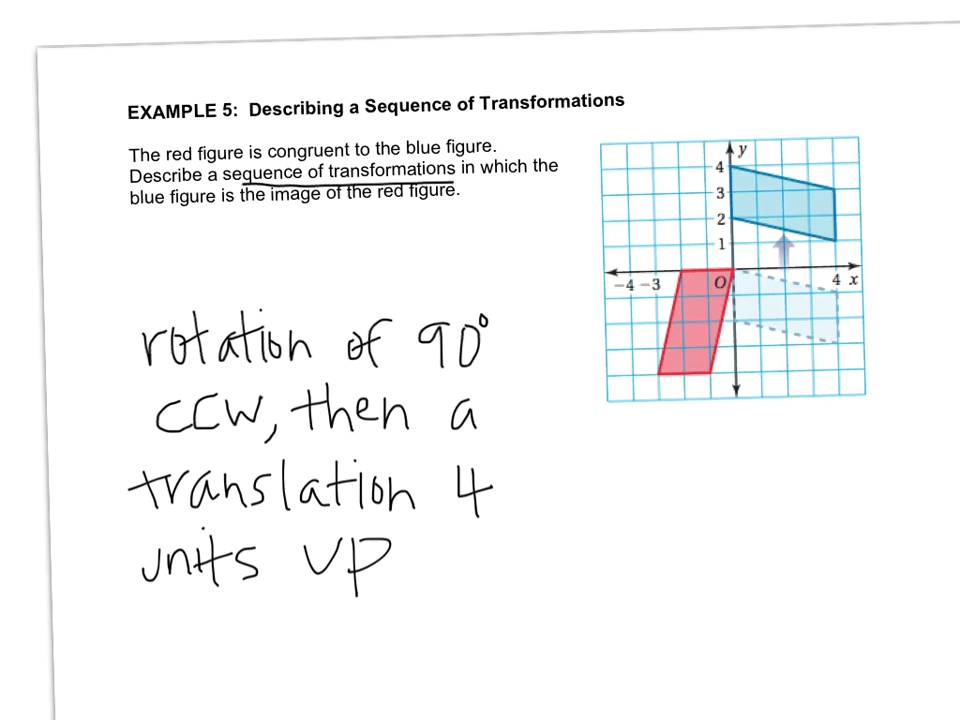 EXAMPLE 5: Describing a Sequence of Transformations
The red figure is congruent to the blue figure.
Describe a sequence of transformations in which the
blue figure is the image of the red figure.
y
4
3
2
1
-4 -3 O 4 x
rotation of 90°
CCW, then a
translation 4
units up